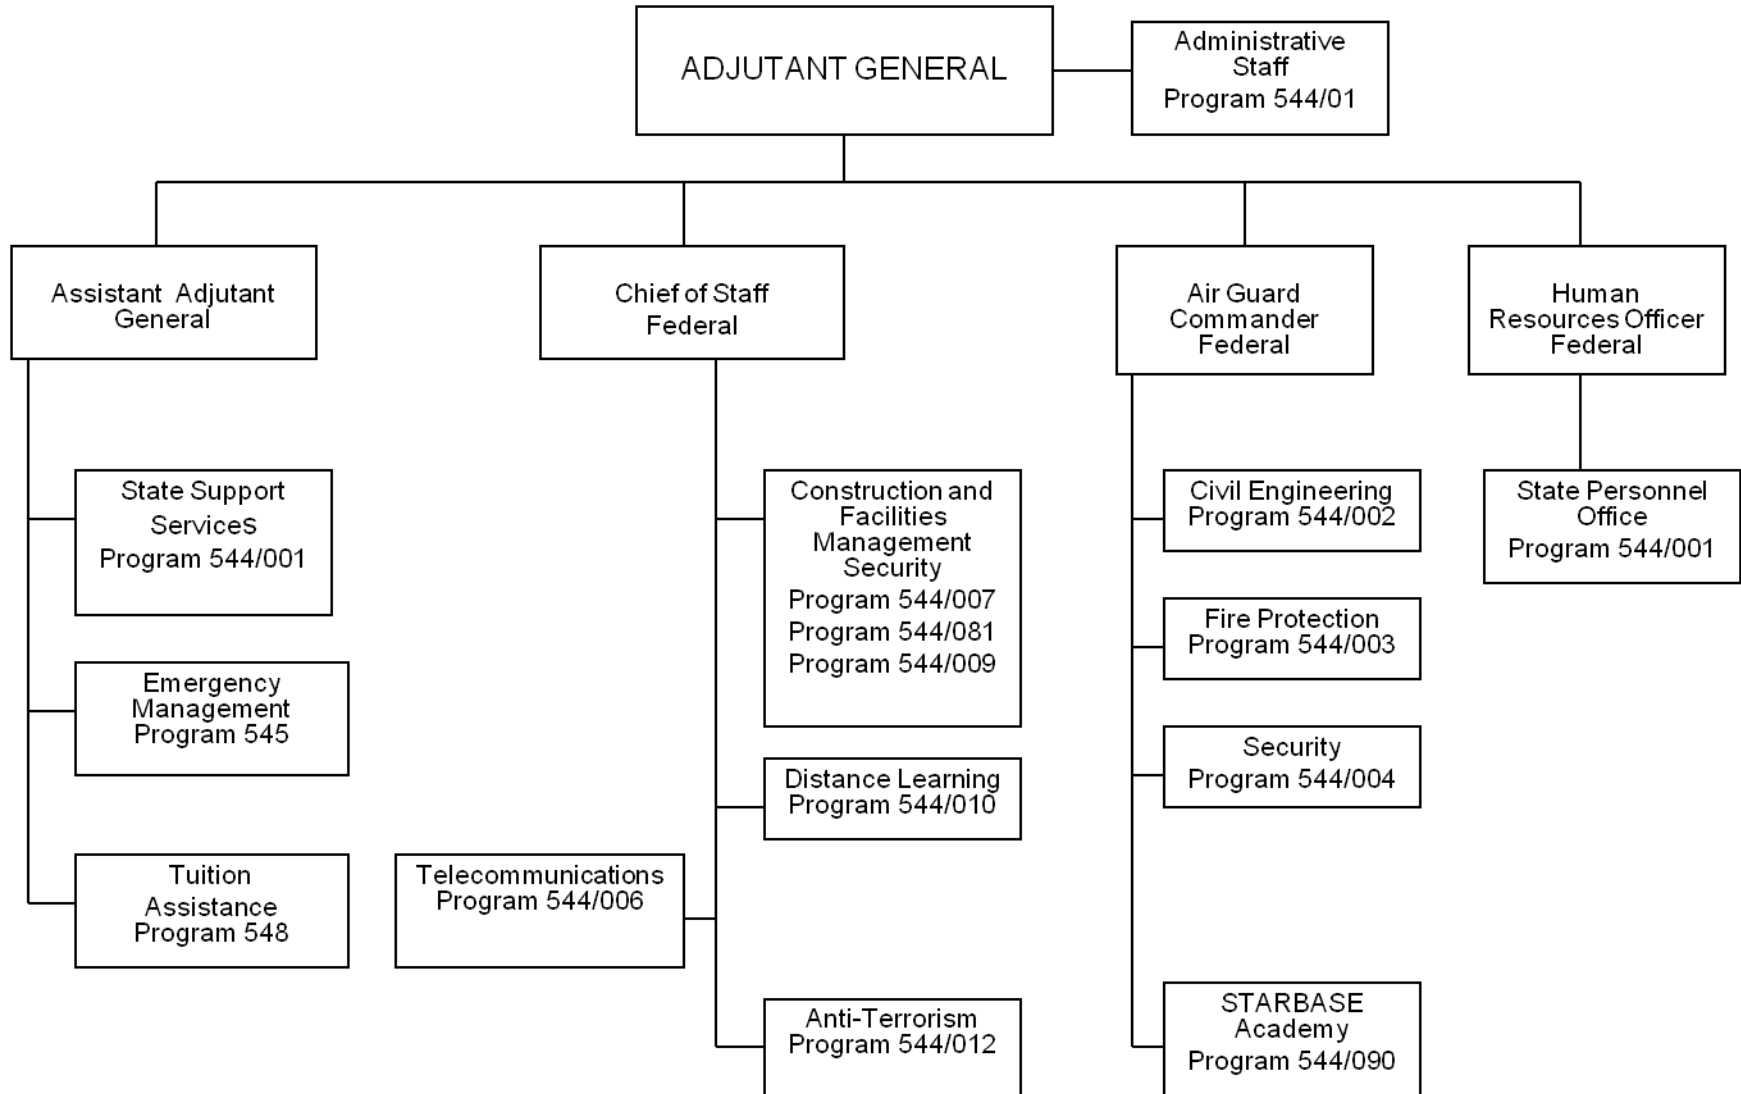 ADJUTANT GENERAL
Administrative
Staff
Program 544/01
Assistant Adjutant
General
Chief of Staff
Federal
Air Guard
Commander
Federal
Human
Resources Officer
Federal
State Support
Services
Program 544/001
Emergency
Management
Program 545
Tuition
Assistance
Program 548
Construction and
Facilities
Management
Security
Program 544/007
Program 544/081
Program 544/009
Distance Learning
Program 544/010
Telecommunications
Program 544/006
Anti-Terrorism
Program 544/012
Civil Engineering
Program 544/002
Fire Protection
Program 544/003
Security
Program 544/004
STARBASE
Academy
Program 544/090
State Personnel
Office
Program 544/001